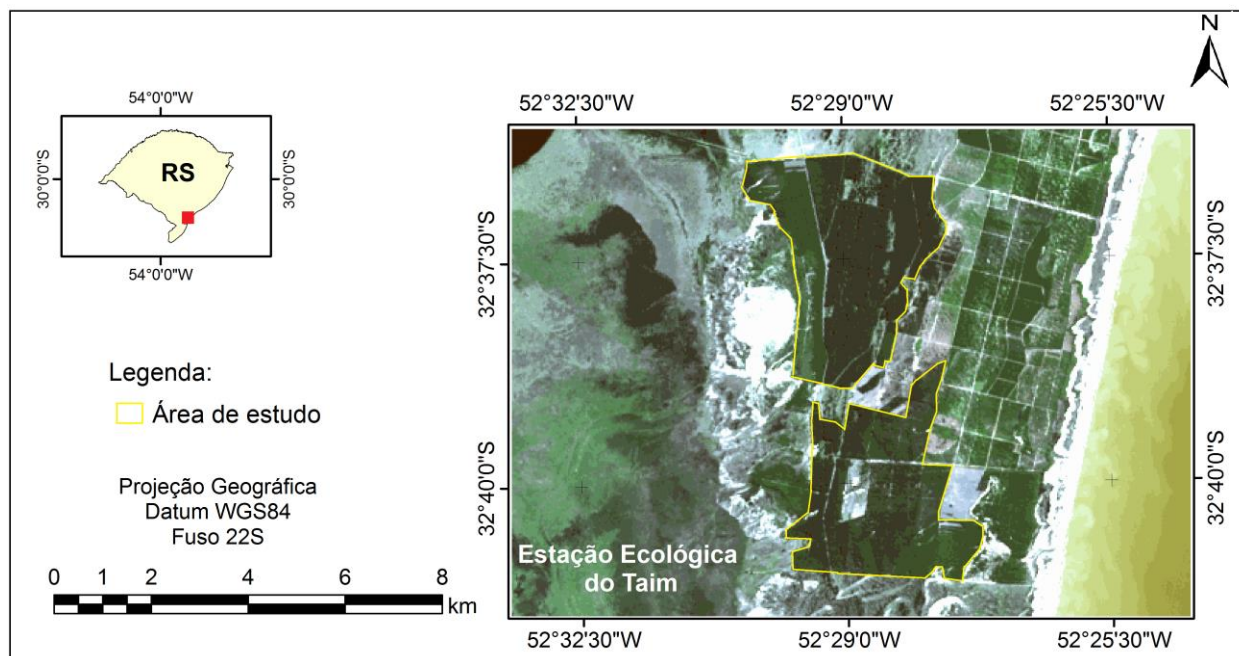 54°0'0"W
30°0'0"S
RS
30°0'0"S
54°0'0"W
Legenda:
Área de estudo
Projeção Geográfica
Datum WGS84
Fuso 22S
0 1 2 4 6 8
km
N
52°32'30"W 52°29'0"W 52°25'30"W
32°37'30"S
32°37'30"S
32°40'0"S
32°40'0"S
Estação Ecológica
do Taim
52°32'30"W 52°29'0"W 52°25'30"W